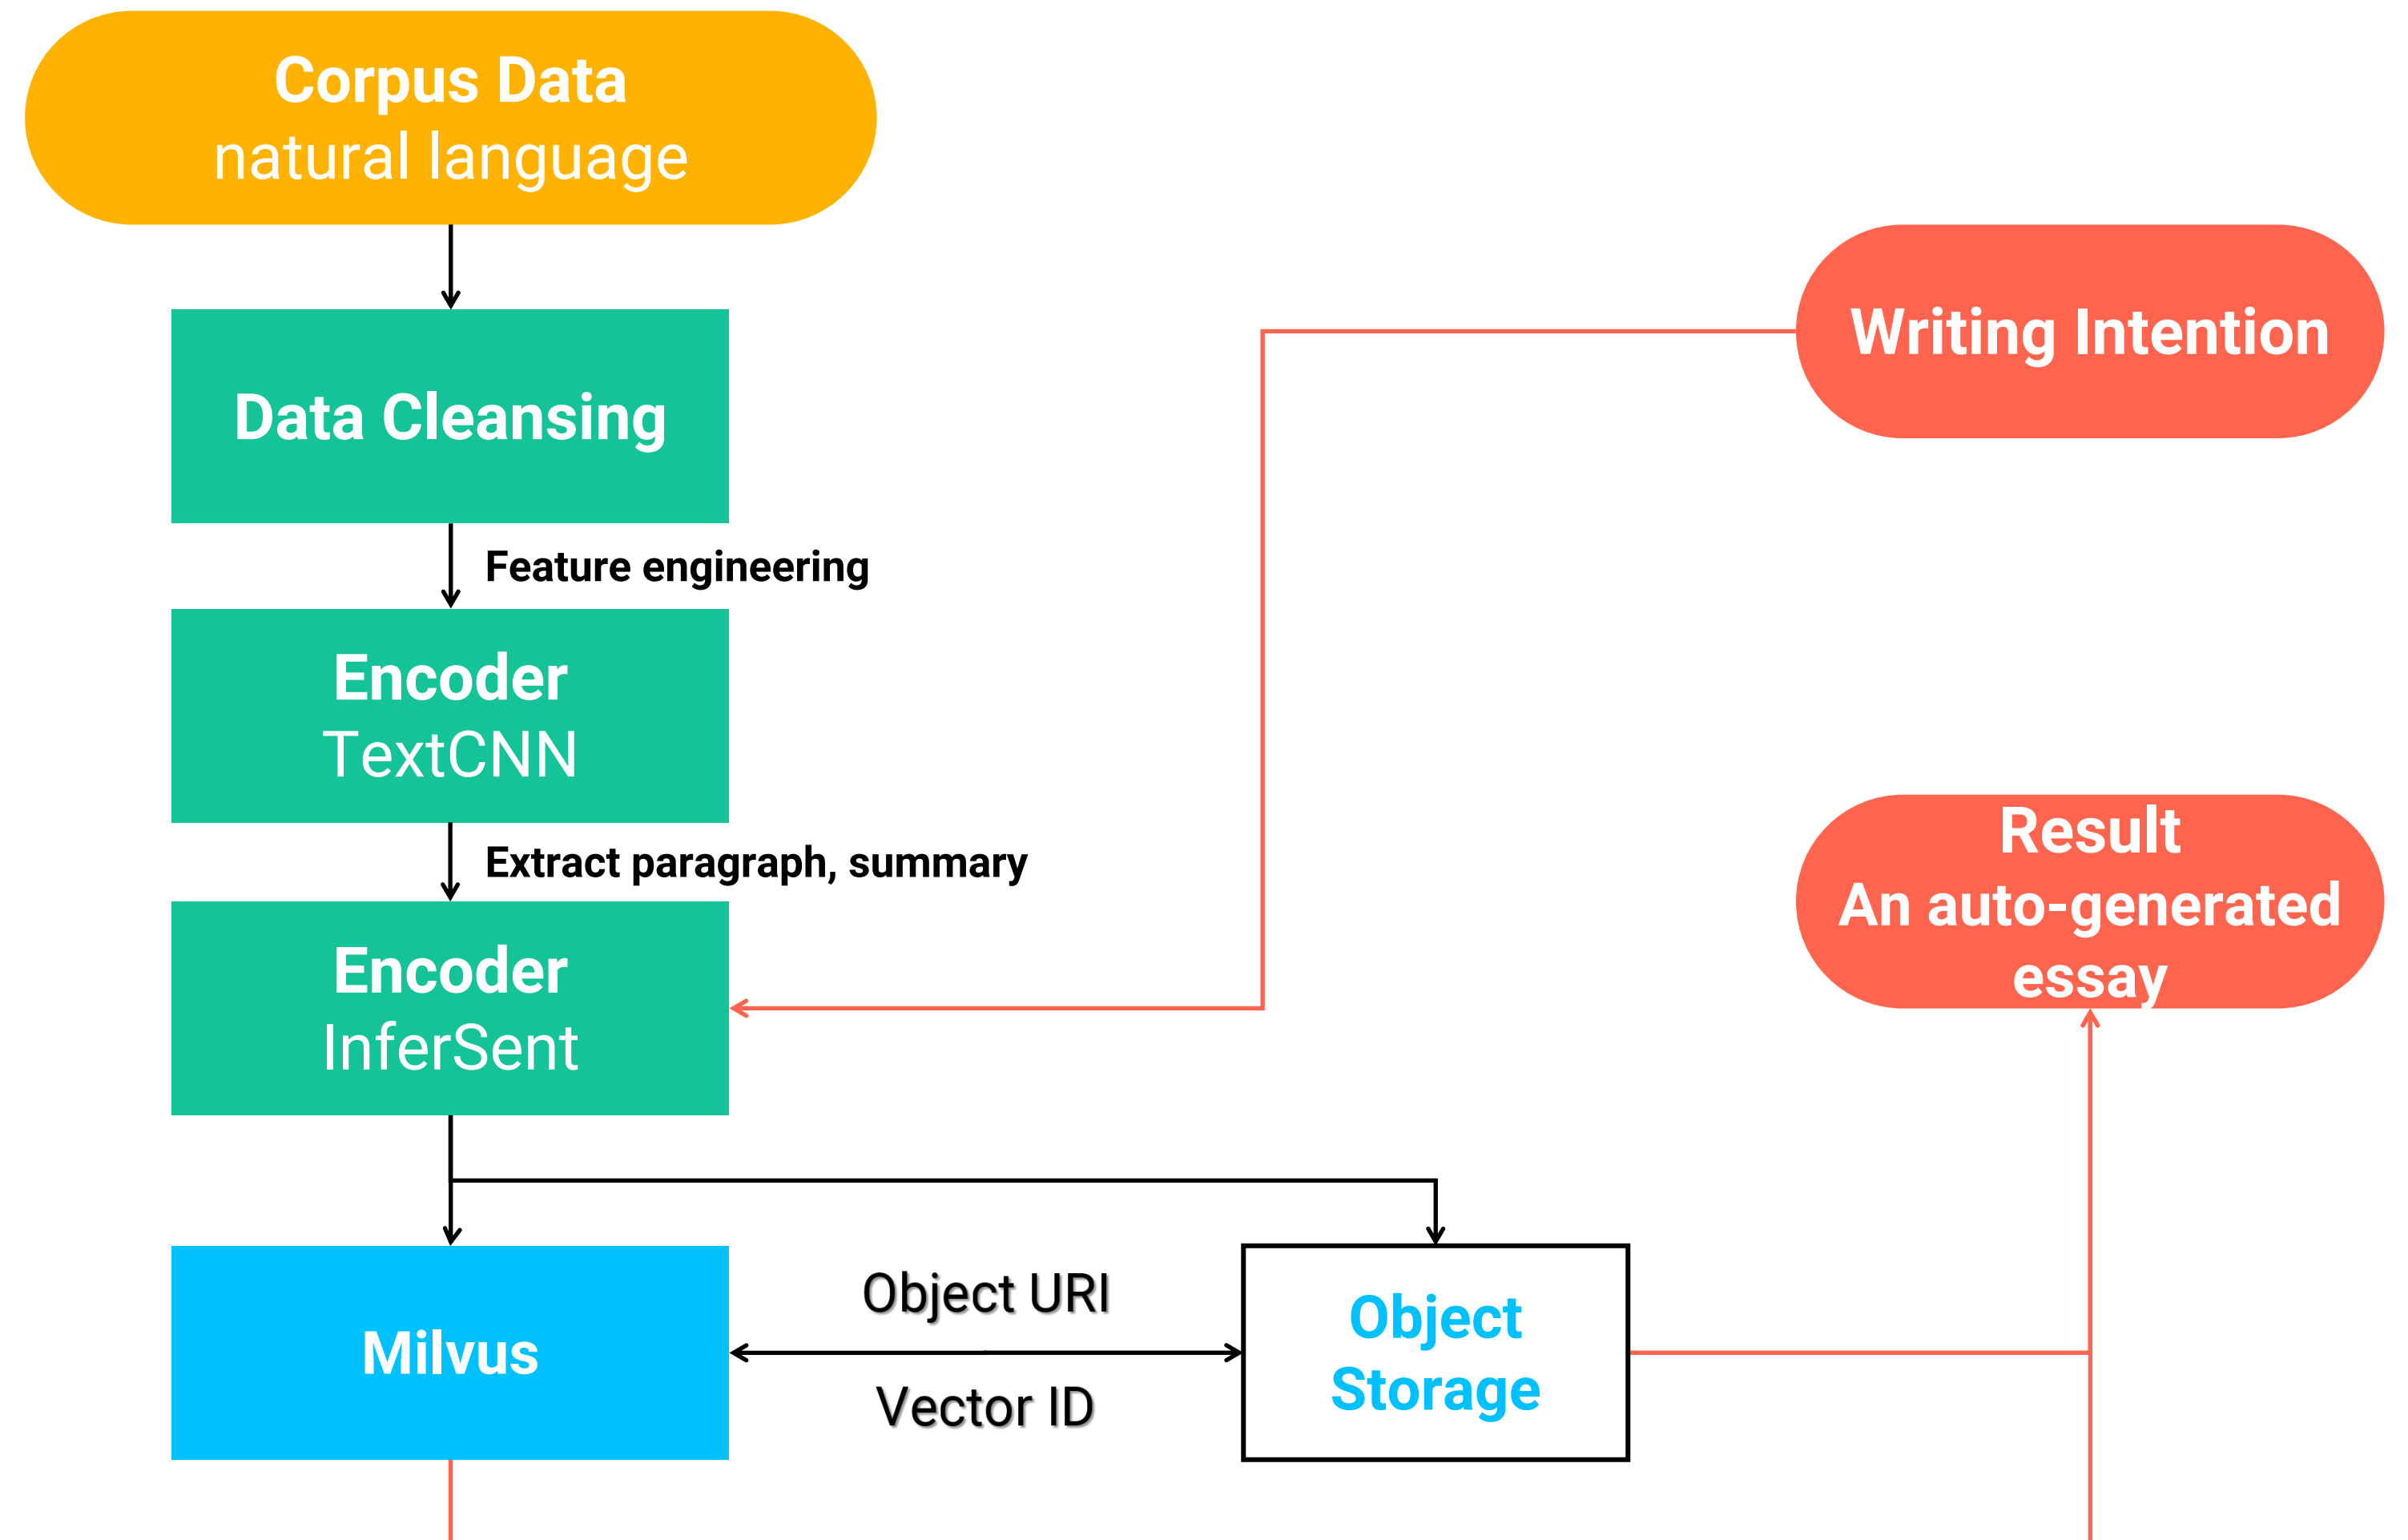 Corpus Data
natural language
Writing Intention
Data Cleansing
Feature engineering
Encoder
TextCNN
Extract paragraph, summary
Result
An auto-generated
essay
Encoder
InferSent
Milvus
Object URI
Vector ID
Object
Storage